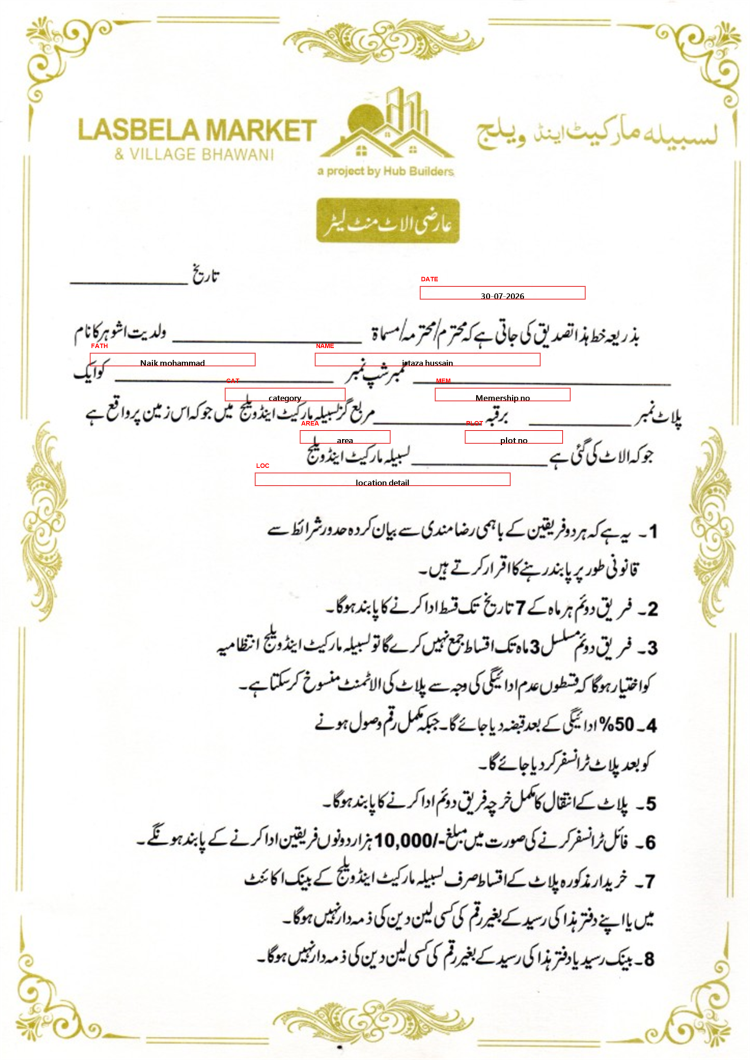 LASBELA MARKET
& VILLAGE BHAWANI
a project by Hub Builders
لسبیلہ مارکیٹ اینڈ ویلج
عارضی الاٹمنٹ لیٹر
تاریخ
DATE
30-07-2026
بذریعہ خط ھذا تصدیق کی جاتی ہے کہ محترم/محترمہ/مسماۃ ولدیت اشوہر کا نام
FATH NAME
Naik mohammad irtaza hussain
نمبرشپ نمبر کو ایک
CAT MEM
category Memership no
پلاٹ نمبر برقبہ مربع گز لسبیلہ مارکیٹ اینڈ ویلج میں جو کہ اس زمین پر واقع ہے
AREA PLOT
area plot no
جو کہ الاٹ کی گئی ہے لسبیلہ مارکیٹ اینڈ ویلج
LOC
location detail
1۔ یہ ہے کہ ہر دو فریقین کے باہمی رضامندی سے بیان کردہ حدور شرائط سے
قانونی طور پر پابند رہنے کا اقرار کرتے ہیں۔
2۔ فریق دوئم ہر ماہ کے 7 تاریخ تک قسط ادا کرنے کا پابند ہوگا۔
3۔ فریق دوئم مسلسل 3 ماہ تک اقساط جمع نہیں کرے گا تو لسبیلہ مارکیٹ اینڈ ویلج انتظامیہ
کو اختیار ہوگا کہ قسطوں عدم ادائیگی کی وجہ سے پلاٹ کی الاٹمنٹ منسوخ کر سکتا ہے۔
4۔ 50% ادائیگی کے بعد قبضہ دیا جائے گا۔ جبکہ مکمل رقم وصول ہونے
کو بعد پلاٹ ٹرانسفر کر دیا جائے گا۔
5۔ پلاٹ کے انتقال کا مکمل خرچہ فریق دوئم ادا کرنے کا پابند ہوگا۔
6۔ فائل ٹرانسفر کرنے کی صورت میں مبلغ -/10,000 ہزار دونوں فریقین ادا کرنے کے پابند ہونگے۔
7۔ خریدار مذکورہ پلاٹ کے اقساط صرف لسبیلہ مارکیٹ اینڈ ویلج کے بینک اکائنٹ
میں یا اپنے دفتر ہذا کی رسید کے بغیر رقم کی کسی لین دین کی ذمہ دار نہیں ہوگا۔
8۔ بینک رسید یا دفتر ہذا کی رسید کے بغیر رقم کی کسی لین دین کی ذمہ دار نہیں ہوگا۔